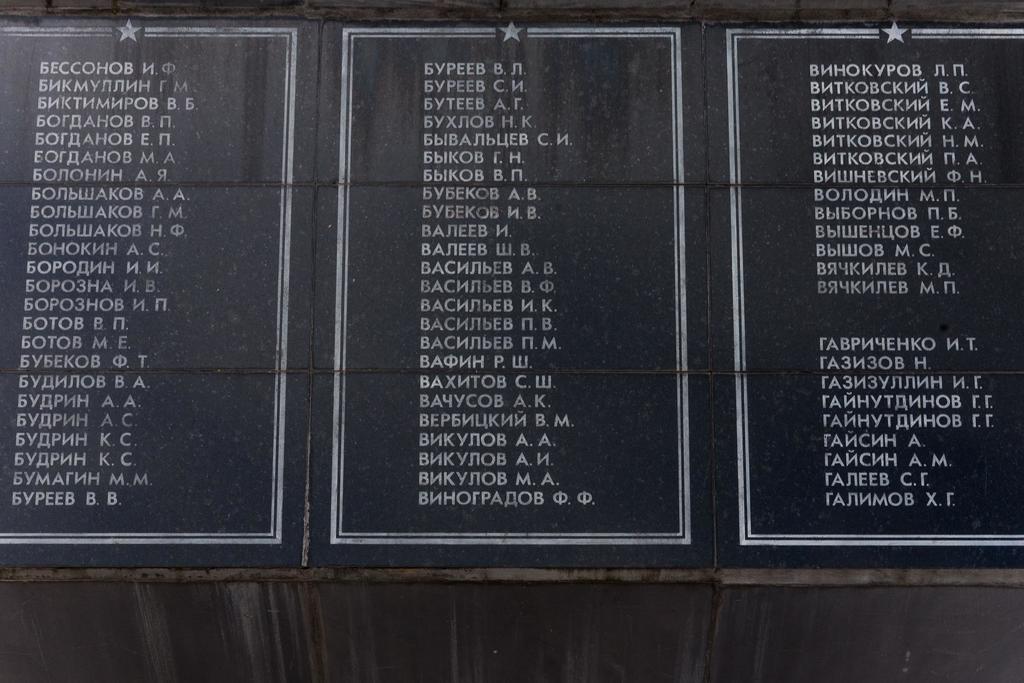 БЕССОНОВ И.Ф.
БИКМУЛЛИН Г.М.
БИКТИМИРОВ В.Б.
БОГДАНОВ В.П.
БОГДАНОВ Е.П.
БОГДАНОВ М.А.
БОЛОНИН А.Я.
БОЛЬШАКОВ А.А.
БОЛЬШАКОВ Г.М.
БОЛЬШАКОВ Н.Ф.
БОНОКИН А.С.
БОРОДИН И.И.
БОРОЗНА И.В.
БОРОЗНОВ И.П.
БОТОВ В.П.
БОТОВ М.Е.
БУБЕКОВ Ф.Т.
БУДИЛОВ В.А.
БУДРИН А.А.
БУДРИН А.С.
БУДРИН К.С.
БУДРИН К.С.
БУМАГИН М.М.
БУРЕЕВ В.В.
БУРЕЕВ В.Л.
БУРЕЕВ С.И.
БУТЕЕВ А.Г.
БУХЛОВ Н.К.
БЫВАЛЬЦЕВ С.И.
БЫКОВ Г.Н.
БЫКОВ В.П.
БУБЕКОВ А.В.
БУБЕКОВ И.В.
ВАЛЕЕВ И.
ВАЛЕЕВ Ш.В.
ВАСИЛЬЕВ А.В.
ВАСИЛЬЕВ В.Ф.
ВАСИЛЬЕВ И.К.
ВАСИЛЬЕВ П.В.
ВАСИЛЬЕВ П.М.
ВАФИН Р.Ш.
ВАХИТОВ С.Ш.
ВАЧУСОВ А.К.
ВЕРБИЦКИЙ В.М.
ВИКУЛОВ А.А.
ВИКУЛОВ А.И.
ВИКУЛОВ М.А.
ВИНОГРАДОВ Ф.Ф.
ВИНОКУРОВ Л.П.
ВИТКОВСКИЙ В.С.
ВИТКОВСКИЙ Е.М.
ВИТКОВСКИЙ К.А.
ВИТКОВСКИЙ Н.М.
ВИТКОВСКИЙ П.А.
ВИШНЕВСКИЙ Ф.Н.
ВОЛОДИН М.П.
ВЫБОРНОВ П.Б.
ВЫШЕНЦОВ Е.Ф.
ВЫШОВ М.С.
ВЯЧКИЛЕВ К.Д.
ВЯЧКИЛЕВ М.П.
ГАВРИЧЕНКО И.Т.
ГАЗИЗОВ Н.
ГАЗИЗУЛЛИН И.Г.
ГАЙНУТДИНОВ Г.Г.
ГАЙНУТДИНОВ Г.Г.
ГАЙСИН А.
ГАЙСИН А.М.
ГАЛЕЕВ С.Г.
ГАЛИМОВ Х.Г.